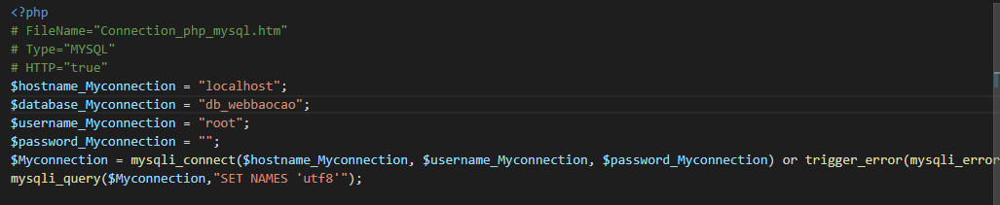 <?php
# FileName="Connection_php_mysql.htm"
# Type="MYSQL"
# HTTP="true"
$hostname_Myconnection = "localhost";
$database_Myconnection = "db_webbaocao";
$username_Myconnection = "root";
$password_Myconnection = "";
$Myconnection = mysqli_connect($hostname_Myconnection, $username_Myconnection, $password_Myconnection) or trigger_error(mysqli_error
mysqli_query($Myconnection,"SET NAMES 'utf8'");